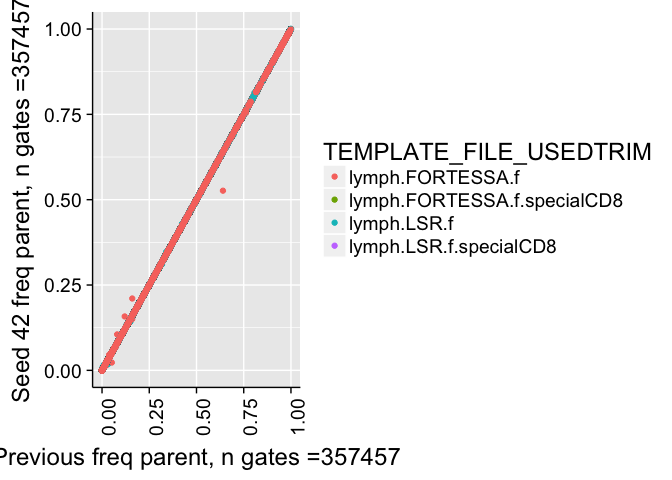 Seed 42 freq parent, n gates =357457
1.00
0.75
0.50
0.25
0.00
0.00
0.25
0.50
0.75
1.00
Previous freq parent, n gates =357457
TEMPLATE_FILE_USEDTRIM
lymph.FORTESSA.f
lymph.FORTESSA.f.specialCD8
lymph.LSR.f
lymph.LSR.f.specialCD8